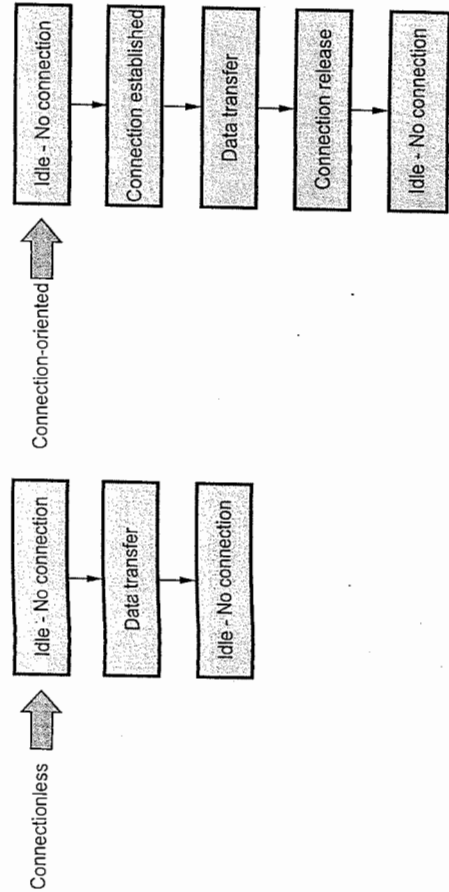 Connectionless
Idle - No connection
Data transfer
Idle - No connection
Connection-oriented
Idle - No connection
Connection established
Data transfer
Connection release
Idle - No connection